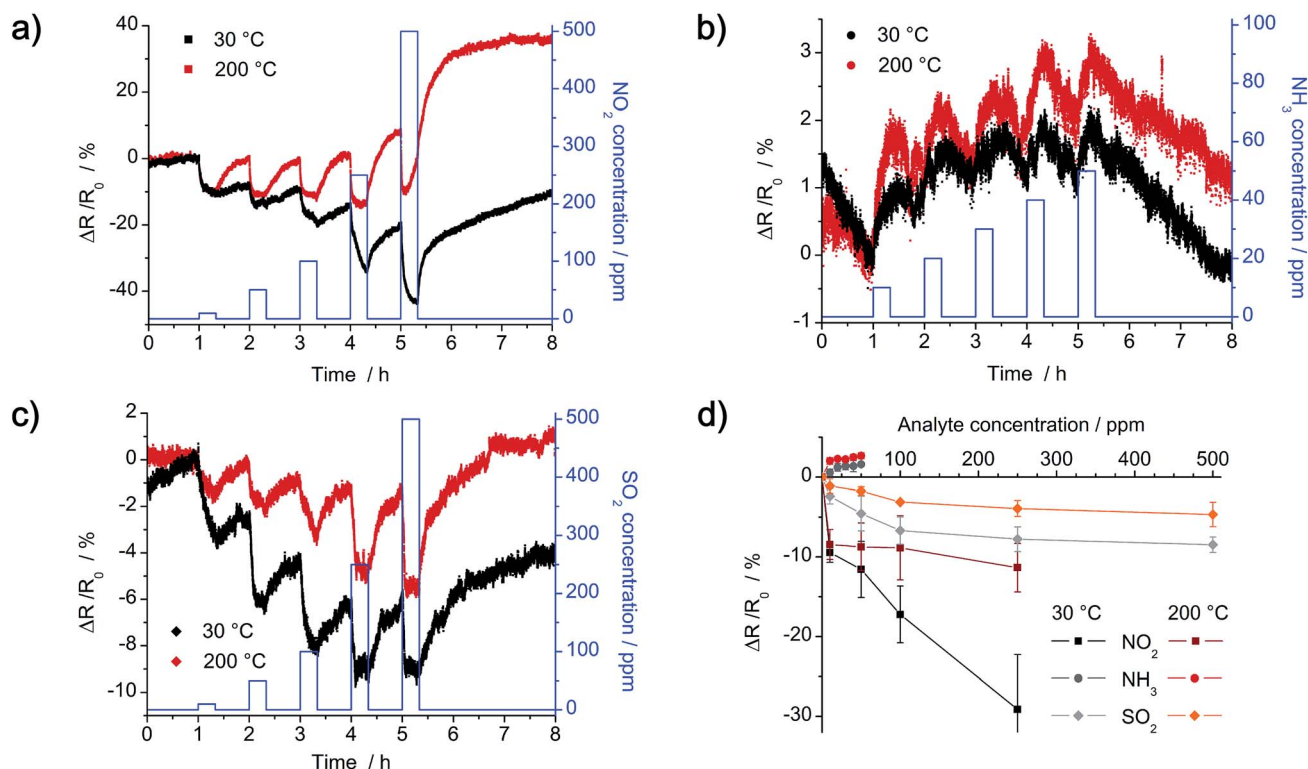 a)
30 °C
200 °C
40
20
0
-20
-40
ΔR /R₀ / %
0 1 2 3 4 5 6 7 8
Time / h
500
400
300
200
100
0
NO₂ concentration / ppm
b)
30 °C
200 °C
3
2
1
0
-1
ΔR /R₀ / %
0 1 2 3 4 5 6 7 8
Time / h
100
80
60
40
20
0
NH₃ concentration / ppm
c)
30 °C
200 °C
2
0
-2
-4
-6
-8
-10
ΔR /R₀ / %
0 1 2 3 4 5 6 7 8
Time / h
500
400
300
200
100
0
SO₂ concentration / ppm
d)
Analyte concentration / ppm
100 200 300 400 500
0
-10
-20
-30
ΔR /R₀ / %
30 °C 200 °C
NO₂
NH₃
SO₂